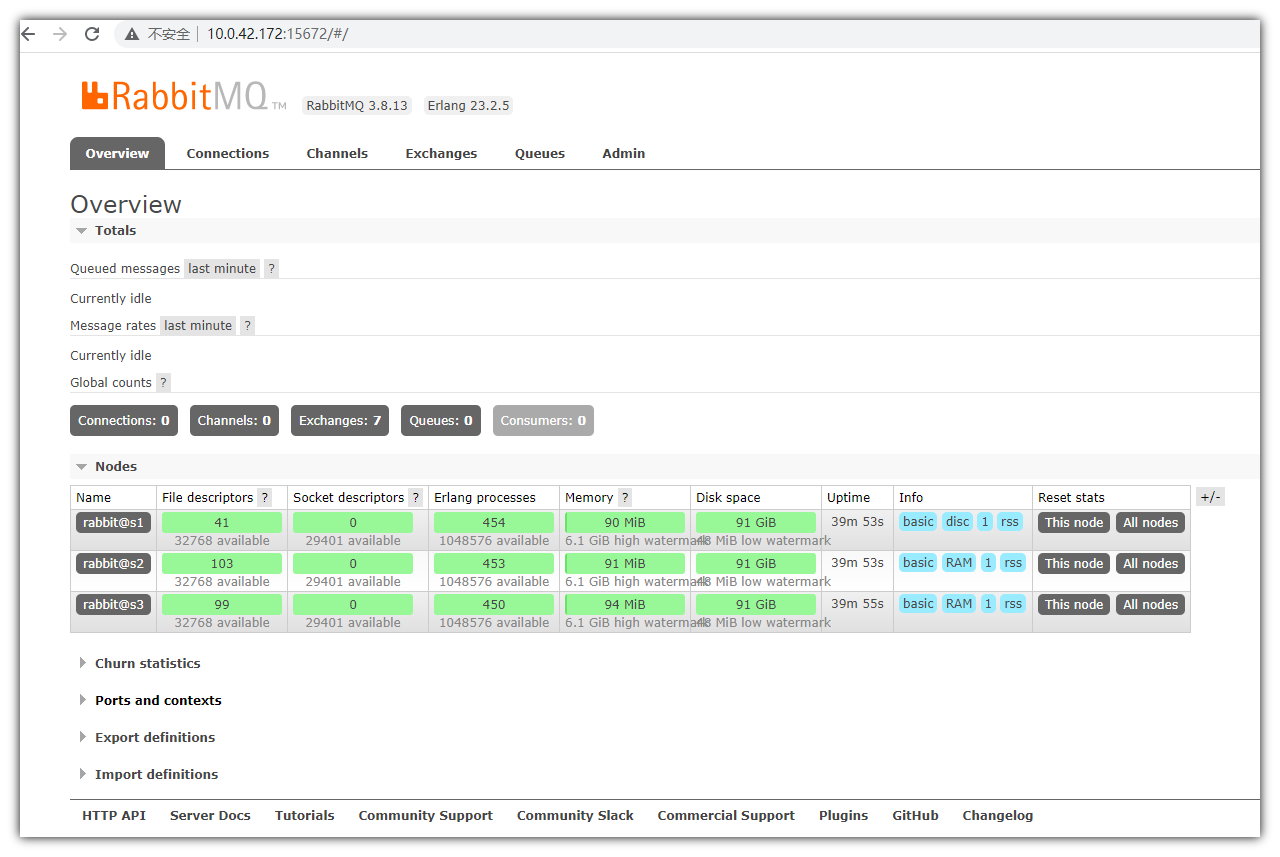 不安全 | 10.0.42.172:15672/#/
RabbitMQ TM RabbitMQ 3.8.13 Erlang 23.2.5
Overview Connections Channels Exchanges Queues Admin
Overview
Totals
Queued messages last minute ?
Currently idle
Message rates last minute ?
Currently idle
Global counts ?
Connections: 0 Channels: 0 Exchanges: 7 Queues: 0 Consumers: 0
Nodes
Name File descriptors ? Socket descriptors ? Erlang processes Memory ? Disk space Uptime Info Reset stats +/-
rabbit@s1 41 0 454 90 MiB 91 GiB 39m 53s basic disc 1 rss This node All nodes
32768 available 29401 available 1048576 available 6.1 GiB high watermark 48 MiB low watermark
rabbit@s2 103 0 453 91 MiB 91 GiB 39m 53s basic RAM 1 rss This node All nodes
32768 available 29401 available 1048576 available 6.1 GiB high watermark 48 MiB low watermark
rabbit@s3 99 0 450 94 MiB 91 GiB 39m 55s basic RAM 1 rss This node All nodes
32768 available 29401 available 1048576 available 6.1 GiB high watermark 48 MiB low watermark
Churn statistics
Ports and contexts
Export definitions
Import definitions
HTTP API Server Docs Tutorials Community Support Community Slack Commercial Support Plugins GitHub Changelog